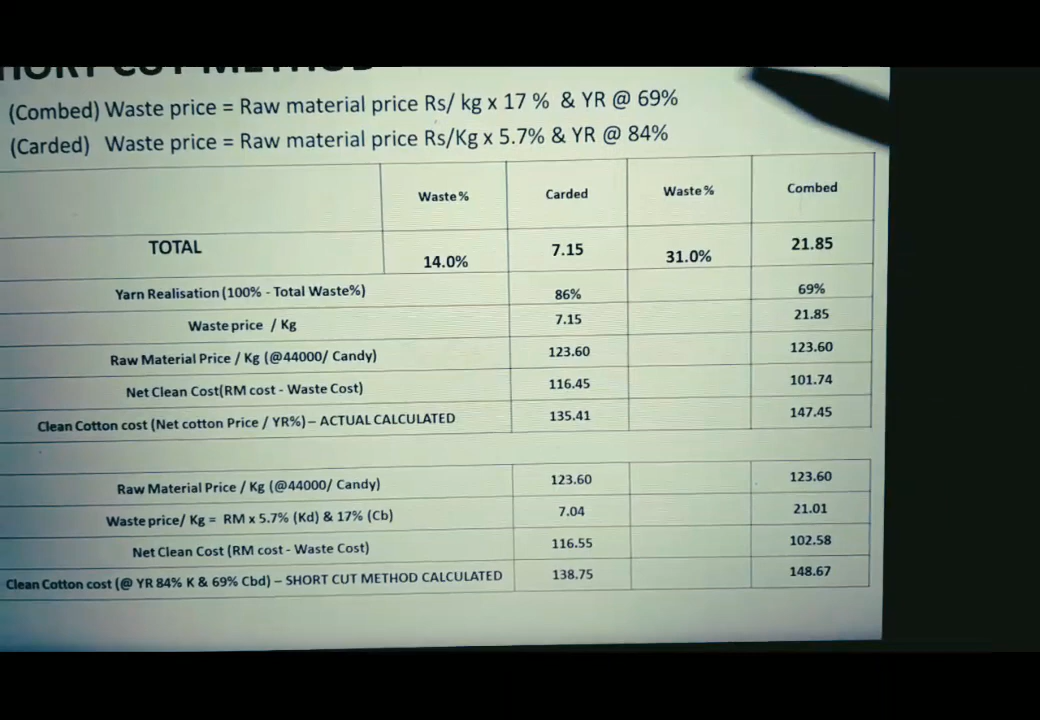 SHORT CUT METHOD -
(Combed) Waste price = Raw material price Rs/ kg x 17 % & YR @ 69%
(Carded) Waste price = Raw material price Rs/Kg x 5.7% & YR @ 84%
Waste% Carded Waste% Combed
TOTAL 14.0% 7.15 31.0% 21.85
Yarn Realisation (100% - Total Waste%) 86% 69%
Waste price / Kg 7.15 21.85
Raw Material Price / Kg (@44000/ Candy) 123.60 123.60
Net Clean Cost(RM cost - Waste Cost) 116.45 101.74
Clean Cotton cost (Net cotton Price / YR%) – ACTUAL CALCULATED 135.41 147.45
Raw Material Price / Kg (@44000/ Candy) 123.60 123.60
Waste price/ Kg = RM x 5.7% (Kd) & 17% (Cb) 7.04 21.01
Net Clean Cost (RM cost - Waste Cost) 116.55 102.58
Clean Cotton cost (@ YR 84% K & 69% Cbd) – SHORT CUT METHOD CALCULATED 138.75 148.67